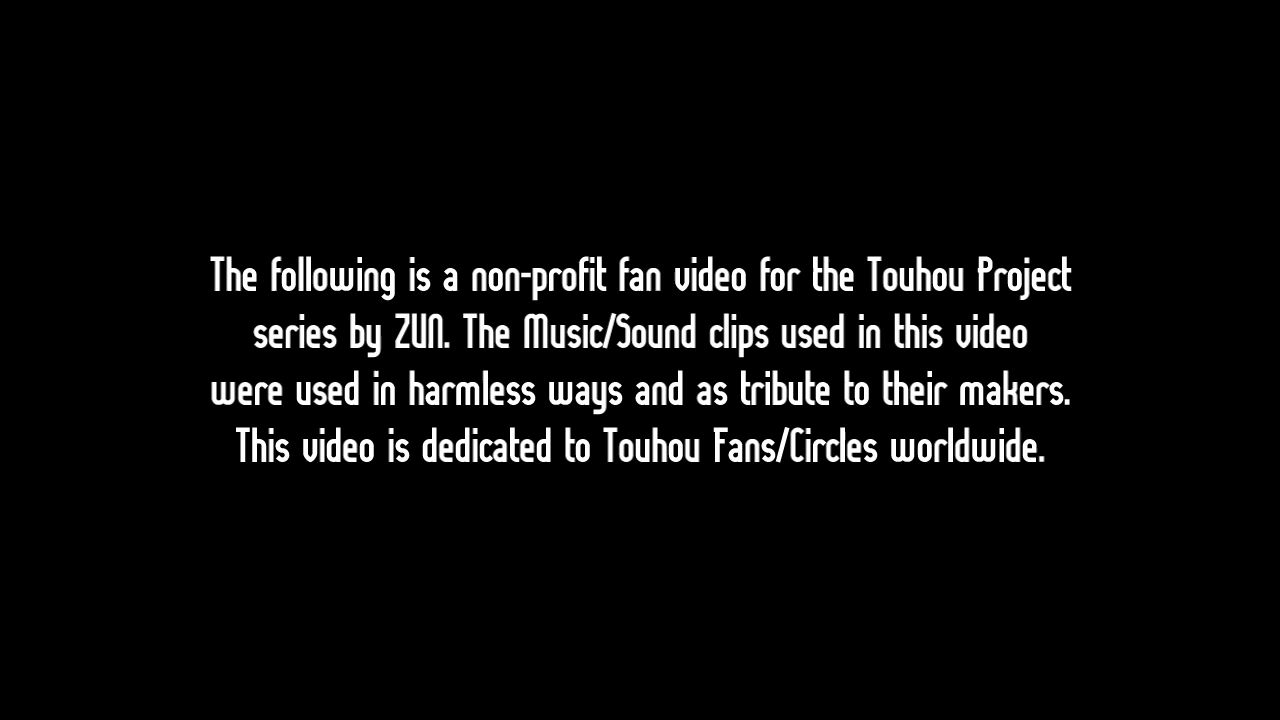 The following is a non-profit fan video for the Touhou Project
series by ZUN. The Music/Sound clips used in this video
were used in harmless ways and as tribute to their makers.
This video is dedicated to Touhou Fans/Circles worldwide.